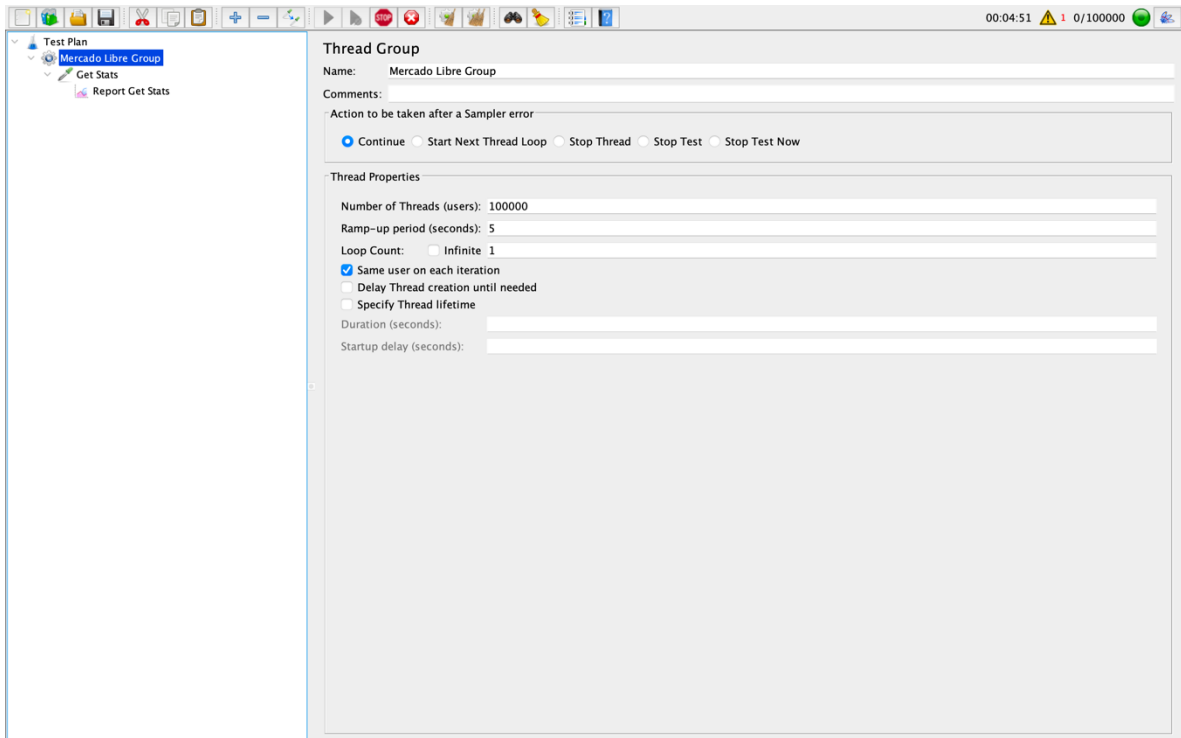 STOP
00:04:51 1 0/100000
Test Plan
Mercado Libre Group
Get Stats
Report Get Stats
Thread Group
Name: Mercado Libre Group
Comments:
Action to be taken after a Sampler error
Continue Start Next Thread Loop Stop Thread Stop Test Stop Test Now
Thread Properties
Number of Threads (users): 100000
Ramp-up period (seconds): 5
Loop Count: Infinite 1
Same user on each iteration
Delay Thread creation until needed
Specify Thread lifetime
Duration (seconds):
Startup delay (seconds):